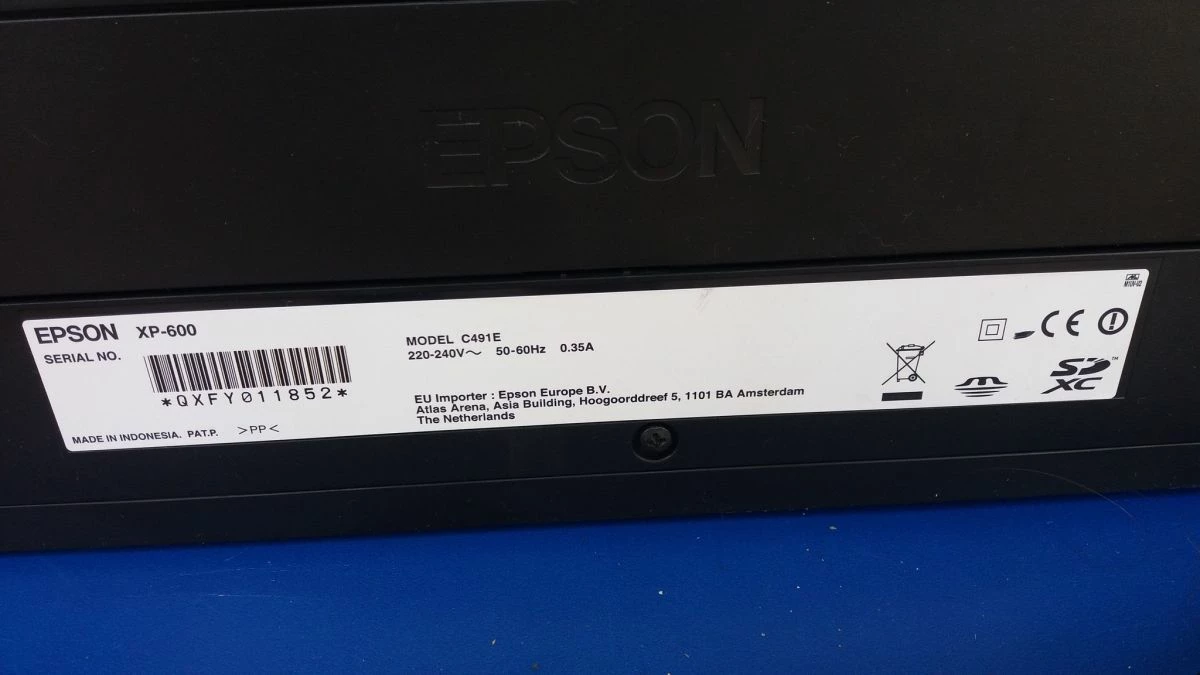 EPSON
EPSON XP-600
SERIAL NO.
*QXFY011852*
MADE IN INDONESIA. PAT.P. >PP<
MODEL C491E
220-240V～ 50-60Hz 0.35A
EU Importer : Epson Europe B.V.
Atlas Arena, Asia Building, Hoogoorddreef 5, 1101 BA Amsterdam
The Netherlands
CE
SD
XC
TM